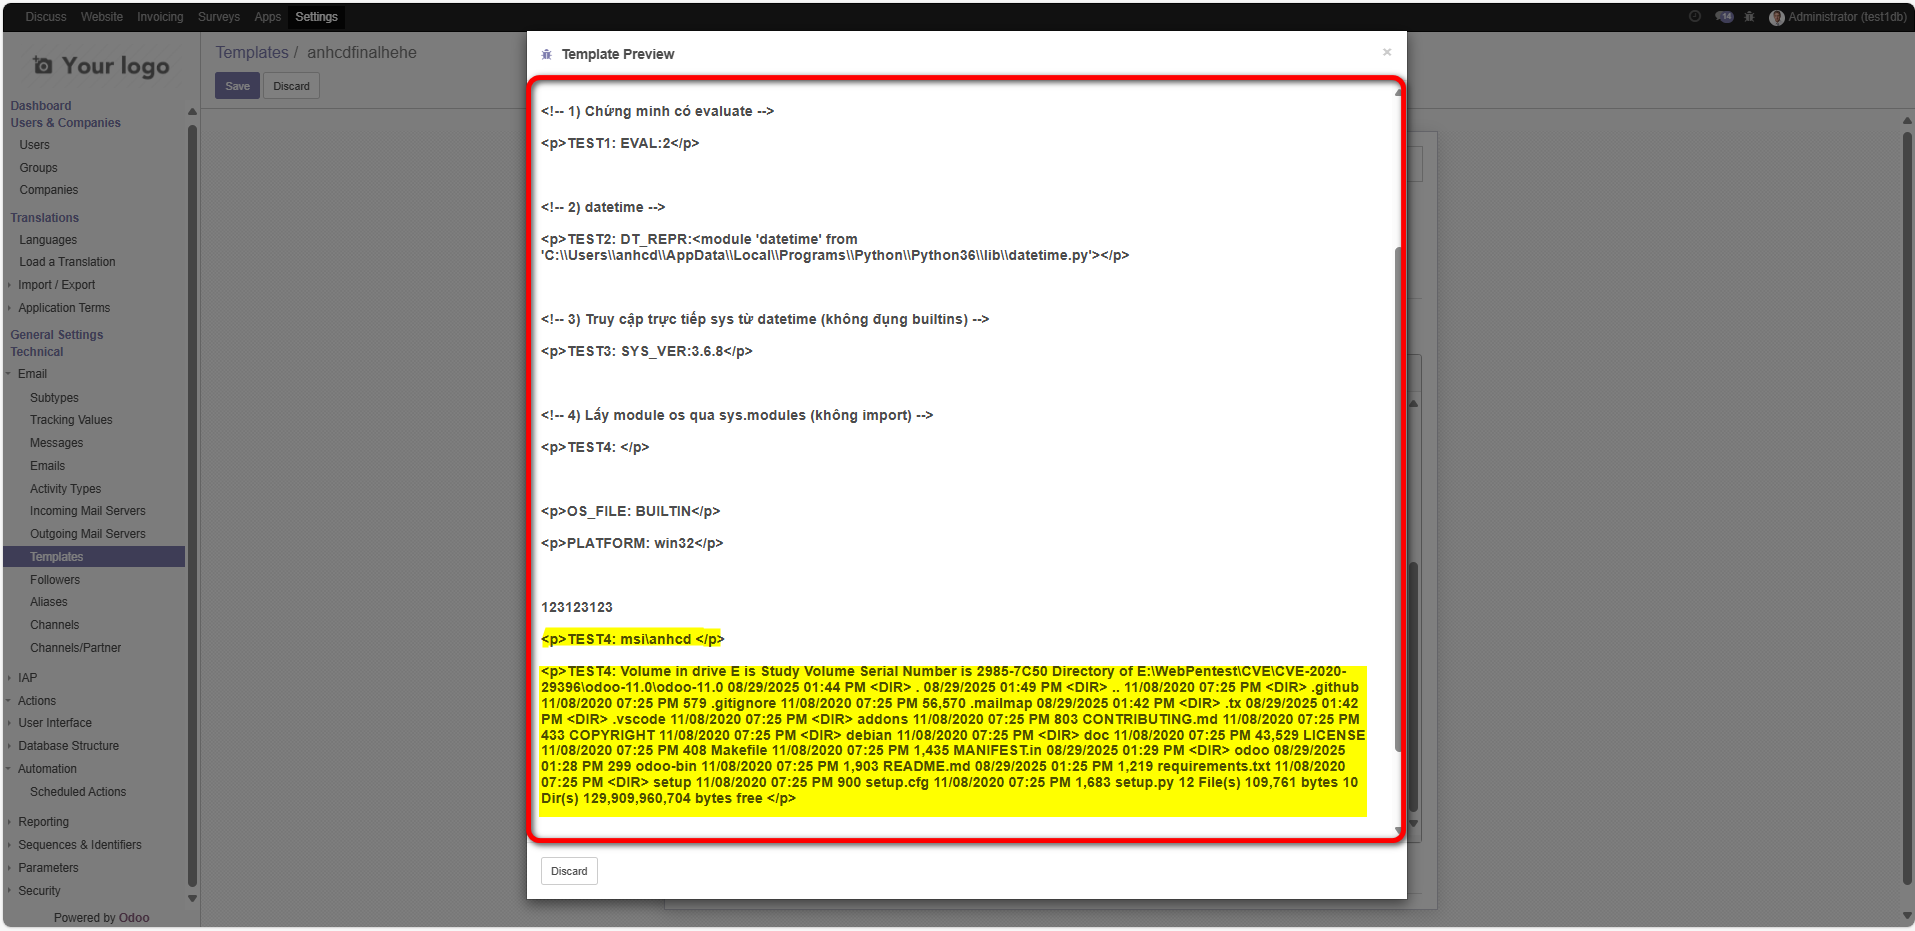 Discuss Website Invoicing Surveys Apps Settings
14 Administrator (test1db)
Your logo
Templates / anhcdfinalhehe
Save Discard
Dashboard
Users & Companies
Users
Groups
Companies
Translations
Languages
Load a Translation
Import / Export
Application Terms
General Settings
Technical
Email
Subtypes
Tracking Values
Messages
Emails
Activity Types
Incoming Mail Servers
Outgoing Mail Servers
Templates
Followers
Aliases
Channels
Channels/Partner
IAP
Actions
User Interface
Database Structure
Automation
Scheduled Actions
Reporting
Sequences & Identifiers
Parameters
Security
Powered by Odoo
Template Preview ×
<!-- 1) Chứng minh có evaluate -->
<p>TEST1: EVAL:2</p>
<!-- 2) datetime -->
<p>TEST2: DT_REPR:<module 'datetime' from
'C:\\Users\\anhcd\\AppData\\Local\\Programs\\Python\\Python36\\lib\\datetime.py'></p>
<!-- 3) Truy cập trực tiếp sys từ datetime (không đụng builtins) -->
<p>TEST3: SYS_VER:3.6.8</p>
<!-- 4) Lấy module os qua sys.modules (không import) -->
<p>TEST4: </p>
<p>OS_FILE: BUILTIN</p>
<p>PLATFORM: win32</p>
123123123
<p>TEST4: msi\anhcd </p>
<p>TEST4: Volume in drive E is Study Volume Serial Number is 2985-7C50 Directory of E:\WebPentest\CVE\CVE-2020-
29396\odoo-11.0\odoo-11.0 08/29/2025 01:44 PM <DIR> . 08/29/2025 01:49 PM <DIR> .. 11/08/2020 07:25 PM <DIR> .github
11/08/2020 07:25 PM 579 .gitignore 11/08/2020 07:25 PM 56,570 .mailmap 08/29/2025 01:42 PM <DIR> .tx 08/29/2025 01:42
PM <DIR> .vscode 11/08/2020 07:25 PM <DIR> addons 11/08/2020 07:25 PM 803 CONTRIBUTING.md 11/08/2020 07:25 PM
433 COPYRIGHT 11/08/2020 07:25 PM <DIR> debian 11/08/2020 07:25 PM <DIR> doc 11/08/2020 07:25 PM 43,529 LICENSE
11/08/2020 07:25 PM 408 Makefile 11/08/2020 07:25 PM 1,435 MANIFEST.in 08/29/2025 01:29 PM <DIR> odoo 08/29/2025
01:28 PM 299 odoo-bin 11/08/2020 07:25 PM 1,903 README.md 08/29/2025 01:25 PM 1,219 requirements.txt 11/08/2020
07:25 PM <DIR> setup 11/08/2020 07:25 PM 900 setup.cfg 11/08/2020 07:25 PM 1,683 setup.py 12 File(s) 109,761 bytes 10
Dir(s) 129,909,960,704 bytes free </p>
Discard